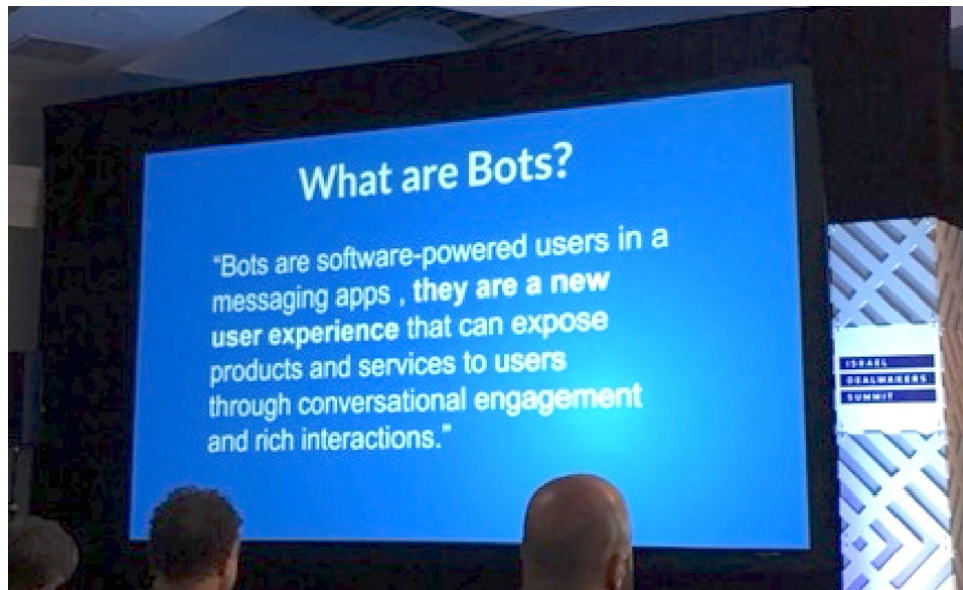 What are Bots?
“Bots are software-powered users in a
messaging apps , they are a new
user experience that can expose
products and services to users
through conversational engagement
and rich interactions.”
ISRAEL
DEALMAKERS
SUMMIT